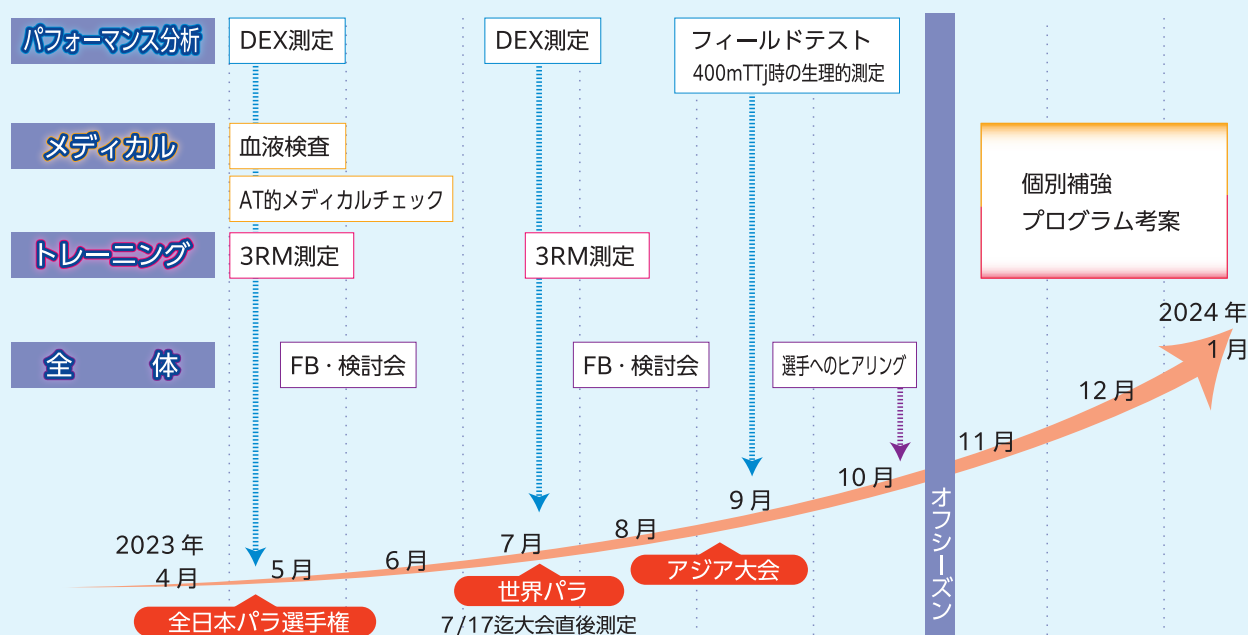 パフォーマンス分析
DEX測定
DEX測定
フィールドテスト
400mTTj時の生理的測定
メディカル
血液検査
AT的メディカルチェック
個別補強
プログラム考案
トレーニング
3RM測定
3RM測定
全 体
FB・検討会
FB・検討会
選手へのヒアリング
2023年
4月
5月
6月
7月
8月
9月
10月
11月
12月
2024年
1月
オフシーズン
全日本パラ選手権
世界パラ
7/17迄大会直後測定
アジア大会